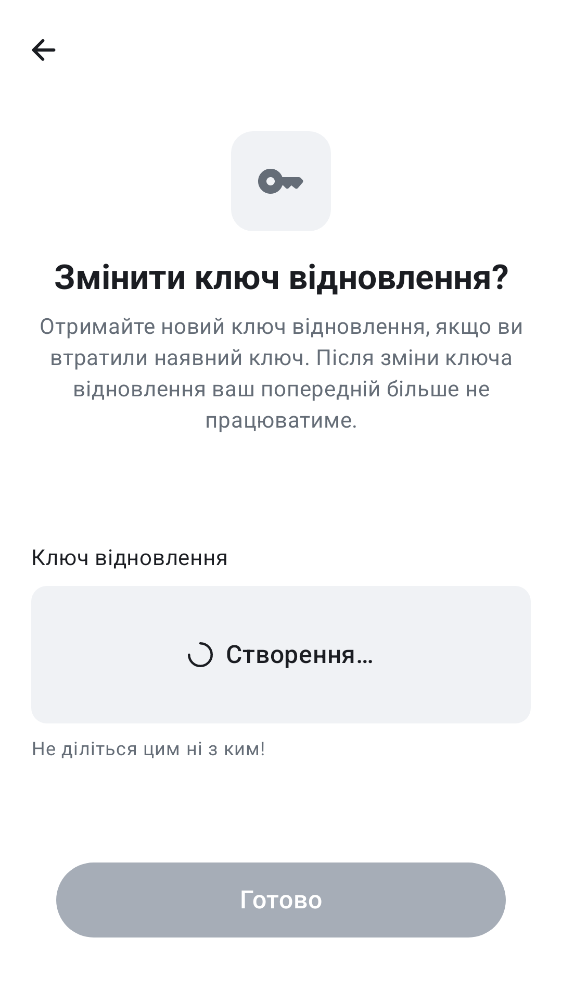 Змінити ключ відновлення?
Отримайте новий ключ відновлення, якщо ви
втратили наявний ключ. Після зміни ключа
відновлення ваш попередній більше не
працюватиме.
Ключ відновлення
Створення…
Не діліться цим ні з ким!
Готово